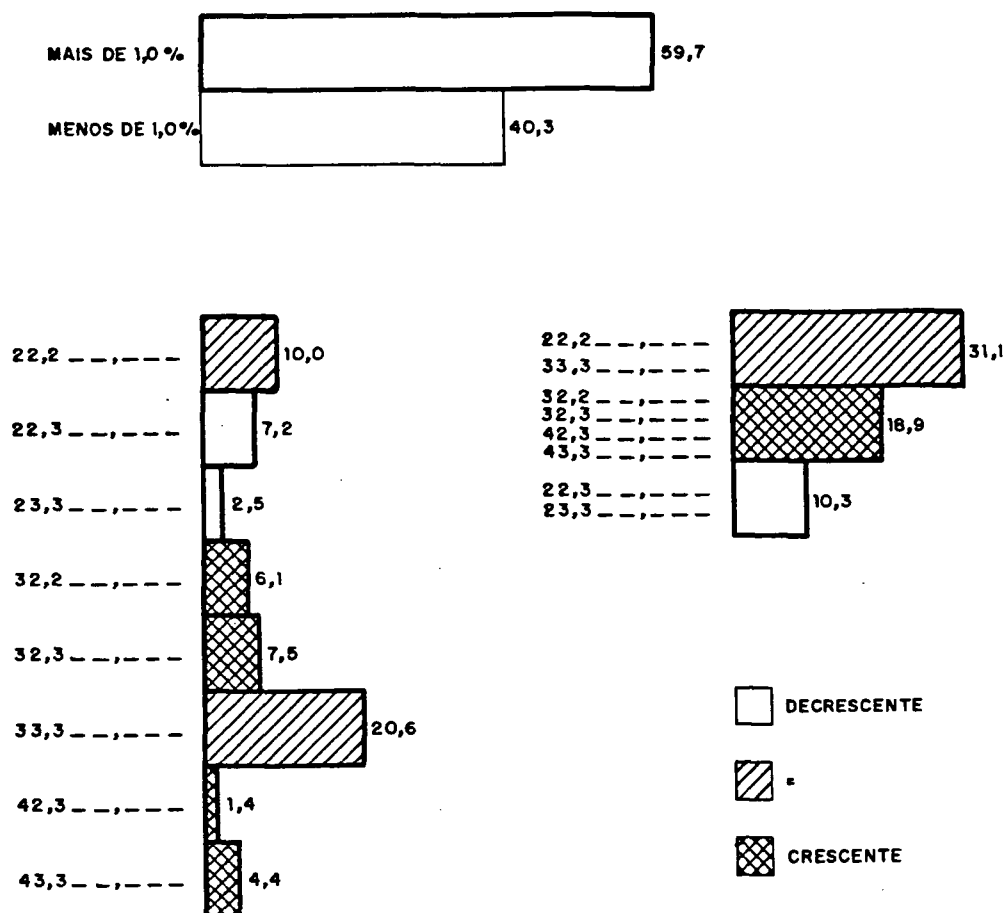 MAIS DE 1,0 %
59,7
MENOS DE 1,0%
40,3
22,2 _ _ , _ _ _
10,0
22,3 _ _ , _ _ _
7,2
23,3 _ _ , _ _ _
2,5
32,2 _ _ , _ _ _
6,1
32,3 _ _ , _ _ _
7,5
33,3 _ _ , _ _ _
20,6
42,3 _ _ , _ _ _
1,4
43,3 _ _ , _ _ _
4,4
22,2 _ _ , _ _ _
33,3 _ _ , _ _ _
31,1
32,2 _ _ , _ _ _
32,3 _ _ , _ _ _
42,3 _ _ , _ _ _
43,3 _ _ , _ _ _
18,9
22,3 _ _ , _ _ _
23,3 _ _ , _ _ _
10,3
DECRESCENTE
=
CRESCENTE